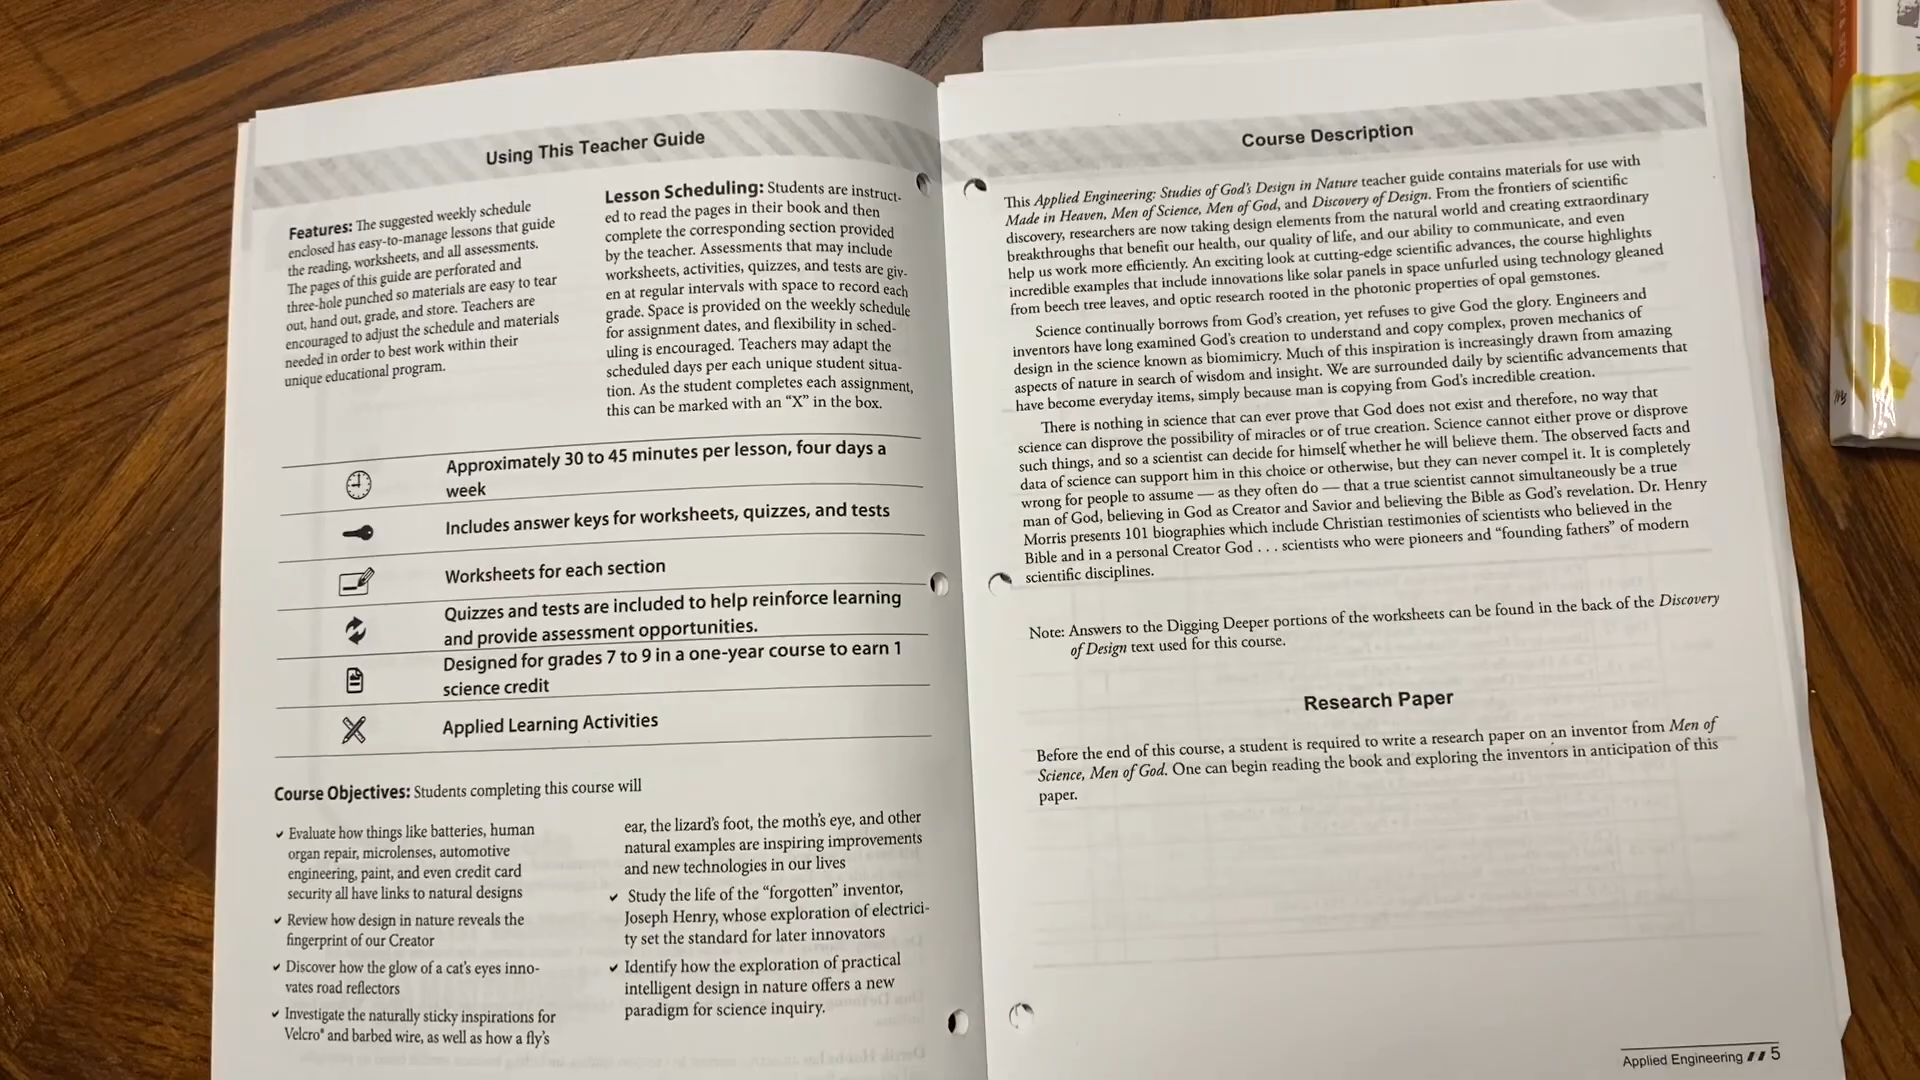 Using This Teacher Guide
Features: The suggested weekly schedule
enclosed has easy-to-manage lessons that guide
the reading, worksheets, and all assessments.
The pages of this guide are perforated and
three-hole punched so materials are easy to tear
out, hand out, grade, and store. Teachers are
encouraged to adjust the schedule and materials
needed in order to best work within their
unique educational program.
Lesson Scheduling: Students are instruct-
ed to read the pages in their book and then
complete the corresponding section provided
by the teacher. Assessments that may include
worksheets, activities, quizzes, and tests are giv-
en at regular intervals with space to record each
grade. Space is provided on the weekly schedule
for assignment dates, and flexibility in sched-
uling is encouraged. Teachers may adapt the
scheduled days per each unique student situa-
tion. As the student completes each assignment,
this can be marked with an “X” in the box.
Approximately 30 to 45 minutes per lesson, four days a
week
Includes answer keys for worksheets, quizzes, and tests
Worksheets for each section
Quizzes and tests are included to help reinforce learning
and provide assessment opportunities.
Designed for grades 7 to 9 in a one-year course to earn 1
science credit
Applied Learning Activities
Course Objectives: Students completing this course will
✓ Evaluate how things like batteries, human
organ repair, microlenses, automotive
engineering, paint, and even credit card
security all have links to natural designs
✓ Review how design in nature reveals the
fingerprint of our Creator
✓ Discover how the glow of a cat’s eyes inno-
vates road reflectors
✓ Investigate the naturally sticky inspirations for
Velcro® and barbed wire, as well as how a fly’s
ear, the lizard’s foot, the moth’s eye, and other
natural examples are inspiring improvements
and new technologies in our lives
✓ Study the life of the “forgotten” inventor,
Joseph Henry, whose exploration of electrici-
ty set the standard for later innovators
✓ Identify how the exploration of practical
intelligent design in nature offers a new
paradigm for science inquiry.
Course Description
This Applied Engineering: Studies of God’s Design in Nature teacher guide contains materials for use with
Made in Heaven, Men of Science, Men of God, and Discovery of Design. From the frontiers of scientific
discovery, researchers are now taking design elements from the natural world and creating extraordinary
breakthroughs that benefit our health, our quality of life, and our ability to communicate, and even
help us work more efficiently. An exciting look at cutting-edge scientific advances, the course highlights
incredible examples that include innovations like solar panels in space unfurled using technology gleaned
from beech tree leaves, and optic research rooted in the photonic properties of opal gemstones.
Science continually borrows from God’s creation, yet refuses to give God the glory. Engineers and
inventors have long examined God’s creation to understand and copy complex, proven mechanics of
design in the science known as biomimicry. Much of this inspiration is increasingly drawn from amazing
aspects of nature in search of wisdom and insight. We are surrounded daily by scientific advancements that
have become everyday items, simply because man is copying from God’s incredible creation.
There is nothing in science that can ever prove that God does not exist and therefore, no way that
science can disprove the possibility of miracles or of true creation. Science cannot either prove or disprove
such things, and so a scientist can decide for himself whether he will believe them. The observed facts and
data of science can support him in this choice or otherwise, but they can never compel it. It is completely
wrong for people to assume — as they often do — that a true scientist cannot simultaneously be a true
man of God, believing in God as Creator and Savior and believing the Bible as God’s revelation. Dr. Henry
Morris presents 101 biographies which include Christian testimonies of scientists who believed in the
Bible and in a personal Creator God . . . scientists who were pioneers and “founding fathers” of modern
scientific disciplines.
Note: Answers to the Digging Deeper portions of the worksheets can be found in the back of the Discovery
of Design text used for this course.
Research Paper
Before the end of this course, a student is required to write a research paper on an inventor from Men of
Science, Men of God. One can begin reading the book and exploring the inventors in anticipation of this
paper.
Applied Engineering // 5